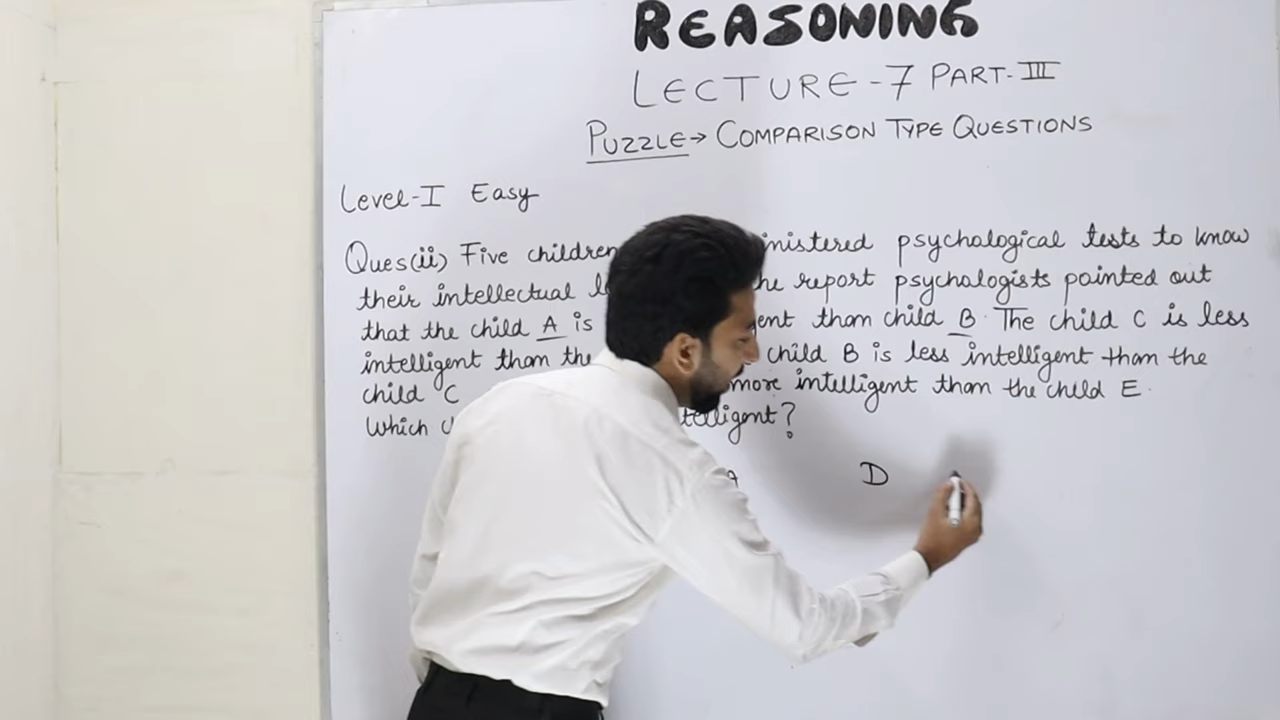 REASONING
LECTURE-7 PART-III
PUZZLE→ COMPARISON TYPE QUESTIONS
Level-I Easy
Ques(ii) Five children psychological tests to know
their intellectual report psychologists pointed out
that the child A is than child B. The child C is less
intelligent than the child B is less intelligent than the
child C more intelligent than the child E.
Which ?
D